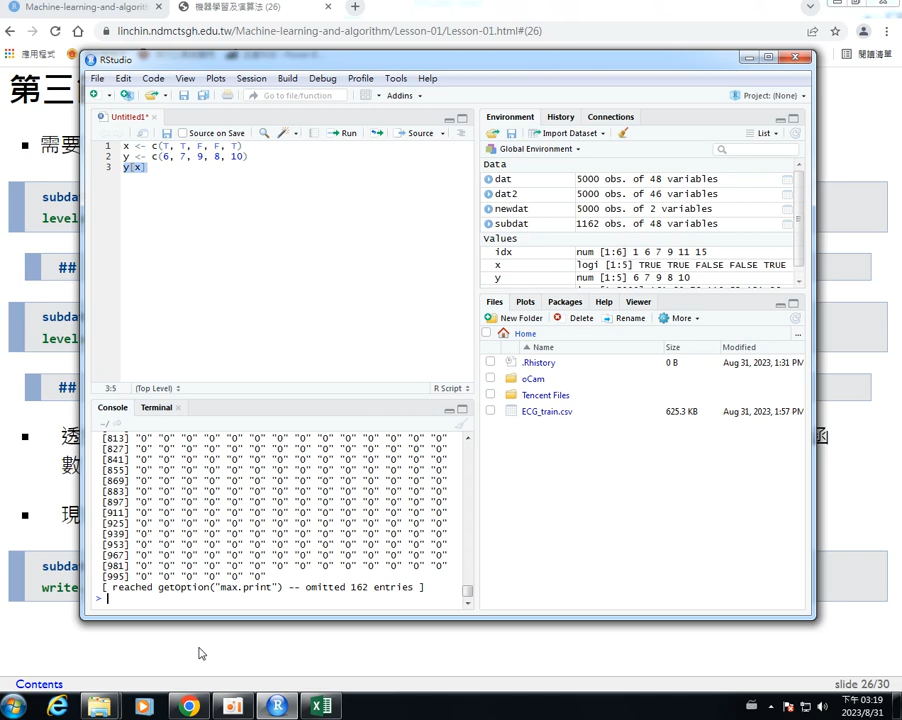 Machine-learning-and-algorith
機器學習及演算法 (26)
linchin.ndmctsgh.edu.tw/Machine-learning-and-algorithm/Lesson-01/Lesson-01.html#(26)
應用程式
閱讀清單
第三
需要
subda
level
##
subda
level
##
透
函
數
現
subda
write
RStudio
File Edit Code View Plots Session Build Debug Profile Tools Help
Go to file/function
Addins
Project: (None)
Untitled1*
Source on Save
Run
Source
1 x <- c(T, T, F, F, T)
2 y <- c(6, 7, 9, 8, 10)
3 y[x]
3:5 (Top Level) R Script
Console Terminal
~/
[813] "0" "0" "0" "0" "0" "0" "0" "0" "0" "0" "0" "0" "0" "0"
[827] "0" "0" "0" "0" "0" "0" "0" "0" "0" "0" "0" "0" "0" "0"
[841] "0" "0" "0" "0" "0" "0" "0" "0" "0" "0" "0" "0" "0" "0"
[855] "0" "0" "0" "0" "0" "0" "0" "0" "0" "0" "0" "0" "0" "0"
[869] "0" "0" "0" "0" "0" "0" "0" "0" "0" "0" "0" "0" "0" "0"
[883] "0" "0" "0" "0" "0" "0" "0" "0" "0" "0" "0" "0" "0" "0"
[897] "0" "0" "0" "0" "0" "0" "0" "0" "0" "0" "0" "0" "0" "0"
[911] "0" "0" "0" "0" "0" "0" "0" "0" "0" "0" "0" "0" "0" "0"
[925] "0" "0" "0" "0" "0" "0" "0" "0" "0" "0" "0" "0" "0" "0"
[939] "0" "0" "0" "0" "0" "0" "0" "0" "0" "0" "0" "0" "0" "0"
[953] "0" "0" "0" "0" "0" "0" "0" "0" "0" "0" "0" "0" "0" "0"
[967] "0" "0" "0" "0" "0" "0" "0" "0" "0" "0" "0" "0" "0" "0"
[981] "0" "0" "0" "0" "0" "0" "0" "0" "0" "0" "0" "0" "0" "0"
[995] "0" "0" "0" "0" "0" "0"
[ reached getOption("max.print") -- omitted 162 entries ]
>
Environment History Connections
Import Dataset
List
Global Environment
Data
dat 5000 obs. of 48 variables
dat2 5000 obs. of 46 variables
newdat 5000 obs. of 2 variables
subdat 1162 obs. of 48 variables
Values
idx num [1:6] 1 6 7 9 11 15
x logi [1:5] TRUE TRUE FALSE FALSE TRUE
y num [1:5] 6 7 9 8 10
Files Plots Packages Help Viewer
New Folder Delete Rename More
Home
Name Size Modified
.Rhistory 0 B Aug 31, 2023, 1:31 PM
oCam
Tencent Files
ECG_train.csv 625.3 KB Aug 31, 2023, 1:57 PM
Contents
slide 26/30
下午 03:19
2023/8/31